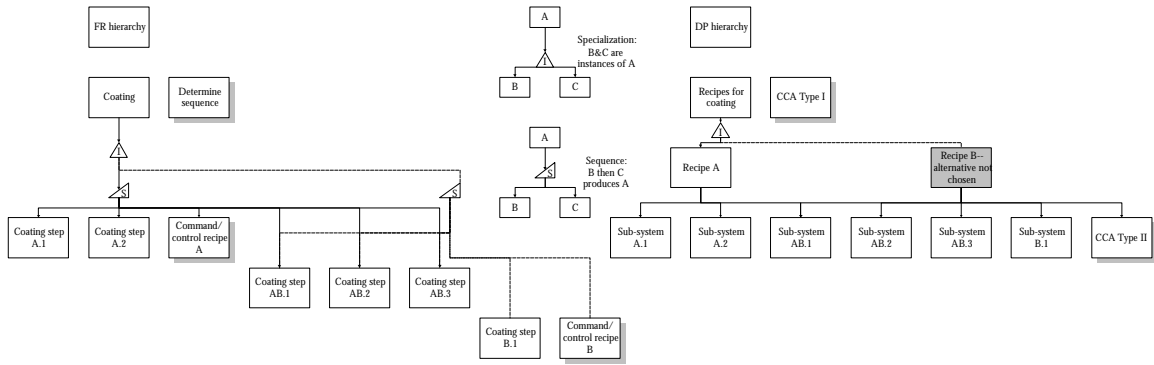 FR hierarchy
A
DP hierarchy
Specialization:
B&C are
instances of A
I
B
C
Coating
Determine
sequence
Recipes for
coating
CCA Type I
I
I
A
Sequence:
B then C
produces A
S
B
C
Recipe A
Recipe B--
alternative not
chosen
S
S
Coating step
A.1
Coating step
A.2
Command/
control recipe
A
Sub-system
A.1
Sub-system
A.2
Sub-system
AB.1
Sub-system
AB.2
Sub-system
AB.3
Sub-system
B.1
CCA Type II
Coating step
AB.1
Coating step
AB.2
Coating step
AB.3
Coating step
B.1
Command/
control recipe
B